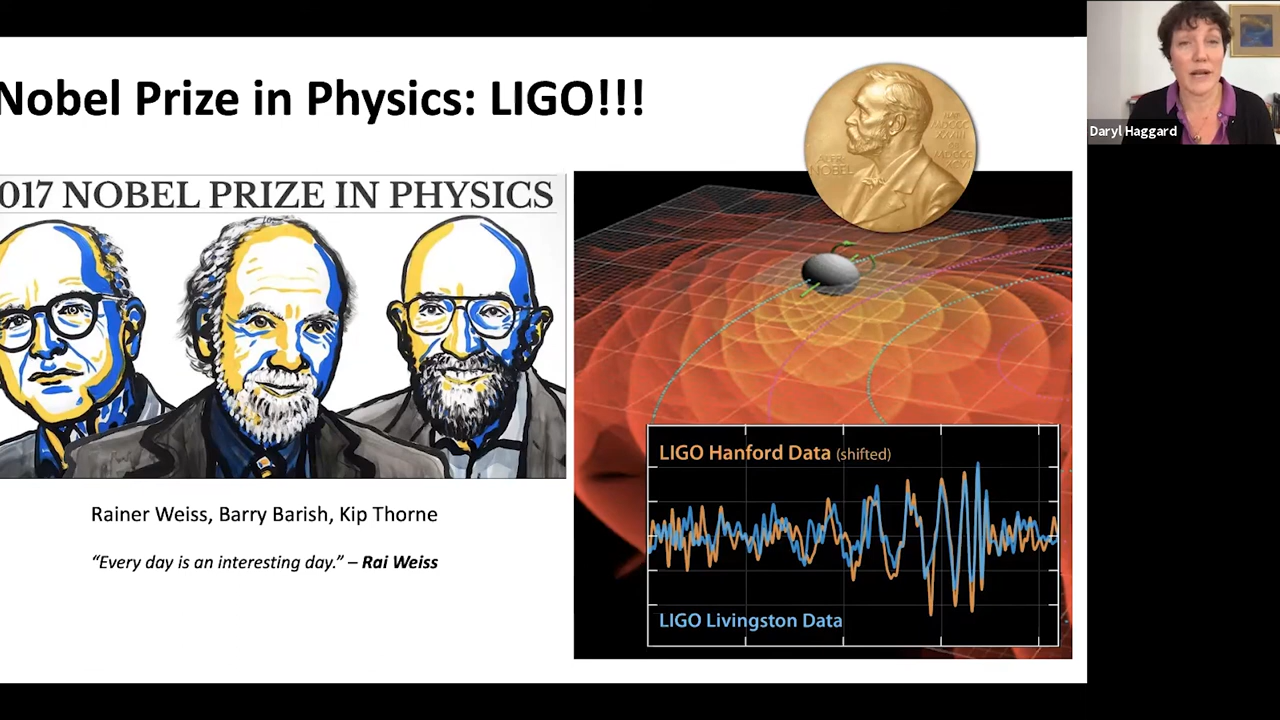 Nobel Prize in Physics: LIGO!!!
017 NOBEL PRIZE IN PHYSICS
Rainer Weiss, Barry Barish, Kip Thorne
“Every day is an interesting day.” – Rai Weiss
LIGO Hanford Data (shifted)
LIGO Livingston Data
Daryl Haggard